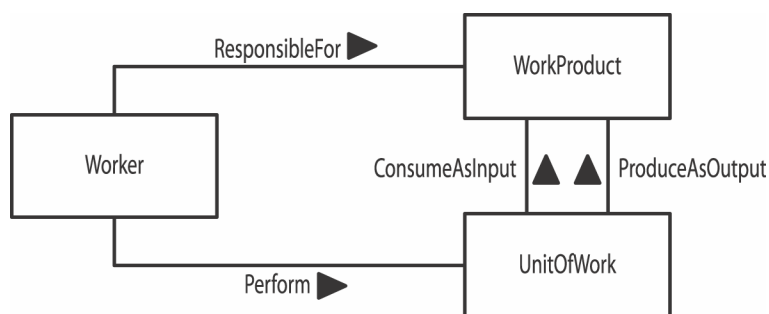 ResponsibleFor
WorkProduct
Worker
ConsumeAsInput
ProduceAsOutput
UnitOfWork
Perform